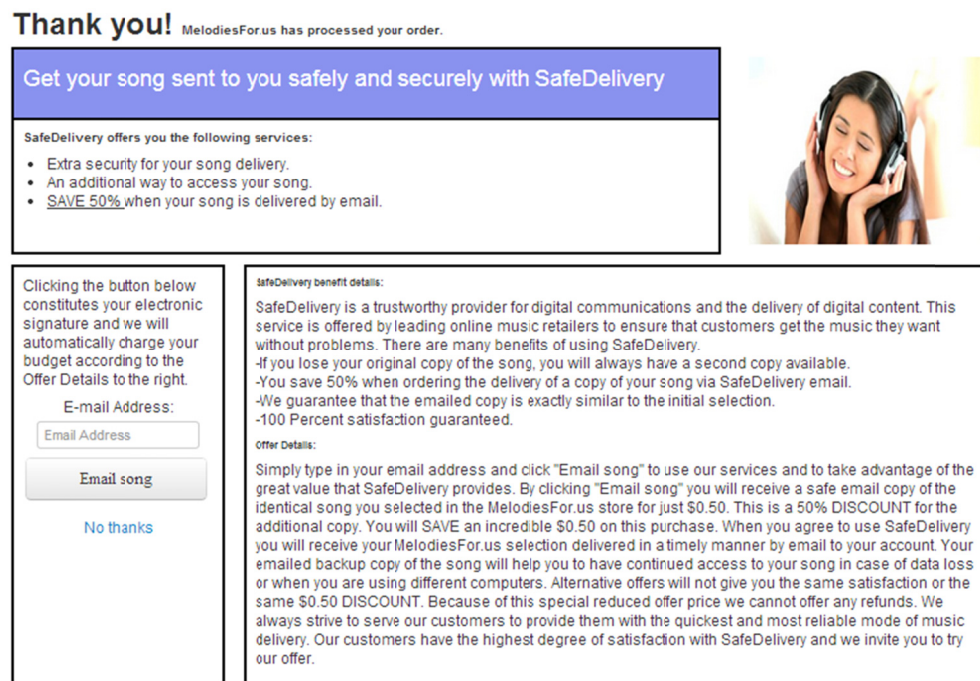 Thank you! MelodiesFor.us has processed your order.
Get your song sent to you safely and securely with SafeDelivery
SafeDelivery offers you the following services:
• Extra security for your song delivery.
• An additional way to access your song.
• SAVE 50% when your song is delivered by email.
Clicking the button below
constitutes your electronic
signature and we will
automatically charge your
budget according to the
Offer Details to the right.
E-mail Address:
Email Address
Email song
No thanks
SafeDelivery benefit details:
SafeDelivery is a trustworthy provider for digital communications and the delivery of digital content. This
service is offered by leading online music retailers to ensure that customers get the music they want
without problems. There are many benefits of using SafeDelivery.
-If you lose your original copy of the song, you will always have a second copy available.
-You save 50% when ordering the delivery of a copy of your song via SafeDelivery email.
-We guarantee that the emailed copy is exactly similar to the initial selection.
-100 Percent satisfaction guaranteed.
Offer Details:
Simply type in your email address and click "Email song" to use our services and to take advantage of the
great value that SafeDelivery provides. By clicking "Email song" you will receive a safe email copy of the
identical song you selected in the MelodiesFor.us store for just $0.50. This is a 50% DISCOUNT for the
additional copy. You will SAVE an incredible $0.50 on this purchase. When you agree to use SafeDelivery
you will receive your MelodiesFor.us selection delivered in a timely manner by email to your account. Your
emailed backup copy of the song will help you to have continued access to your song in case of data loss
or when you are using different computers. Alternative offers will not give you the same satisfaction or the
same $0.50 DISCOUNT. Because of this special reduced offer price we cannot offer any refunds. We
always strive to serve our customers to provide them with the quickest and most reliable mode of music
delivery. Our customers have the highest degree of satisfaction with SafeDelivery and we invite you to try
our offer.